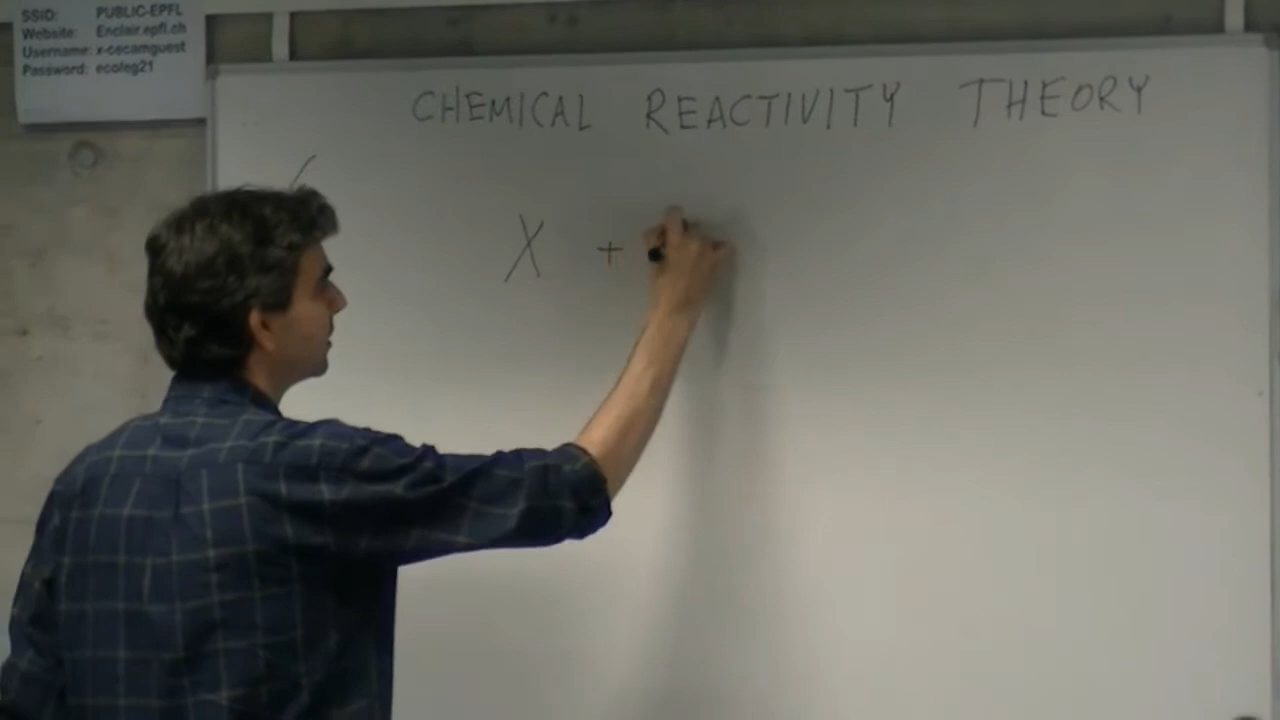 SSID: PUBLIC-EPFL
Website: Enclair.epfl.ch
Username: x-cecamguest
Password: ecoleg21
CHEMICAL REACTIVITY THEORY
X +